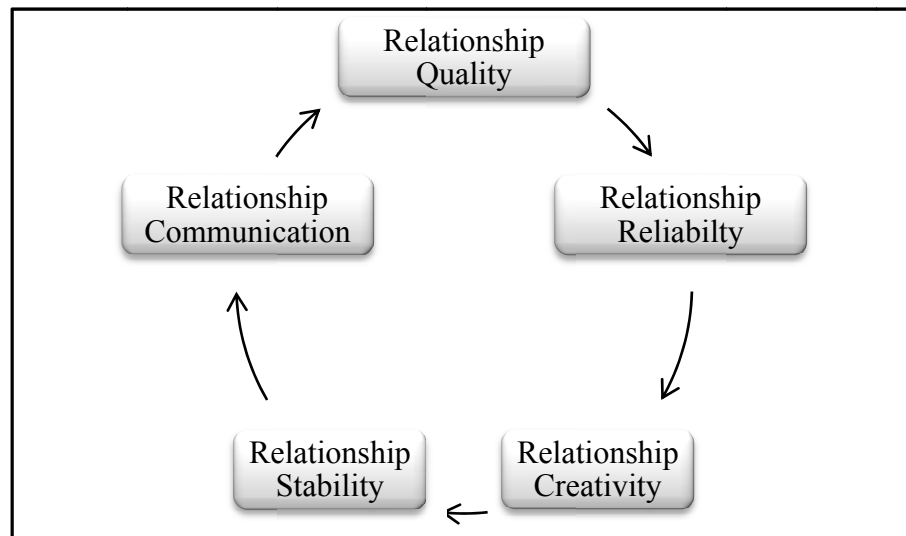 Relationship
Quality
Relationship
Reliabilty
Relationship
Creativity
Relationship
Stability
Relationship
Communication